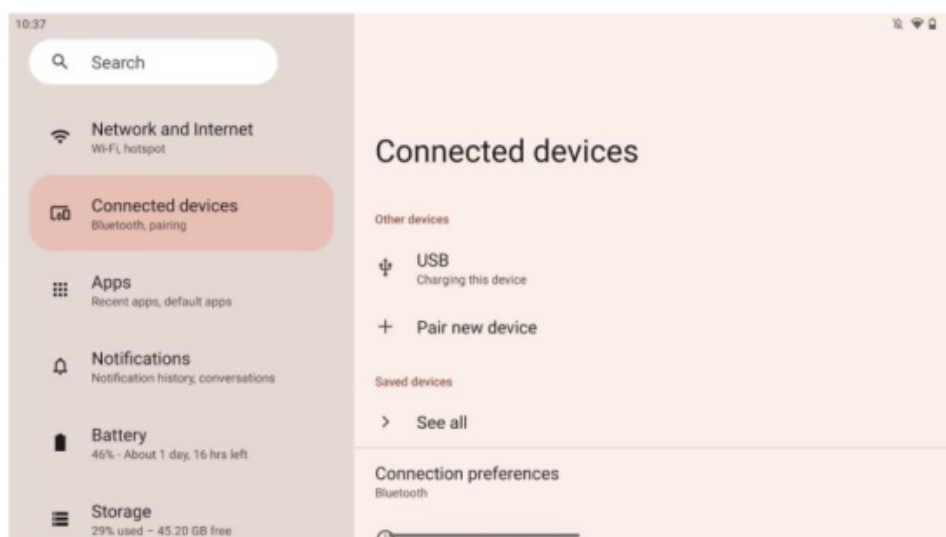 10:37
Search
Network and Internet
Wi-Fi, hotspot
Connected devices
Bluetooth, pairing
Apps
Recent apps, default apps
Notifications
Notification history, conversations
Battery
46% - About 1 day, 16 hrs left
Storage
29% used – 45.20 GB free
Connected devices
Other devices
USB
Charging this device
Pair new device
Saved devices
See all
Connection preferences
Bluetooth